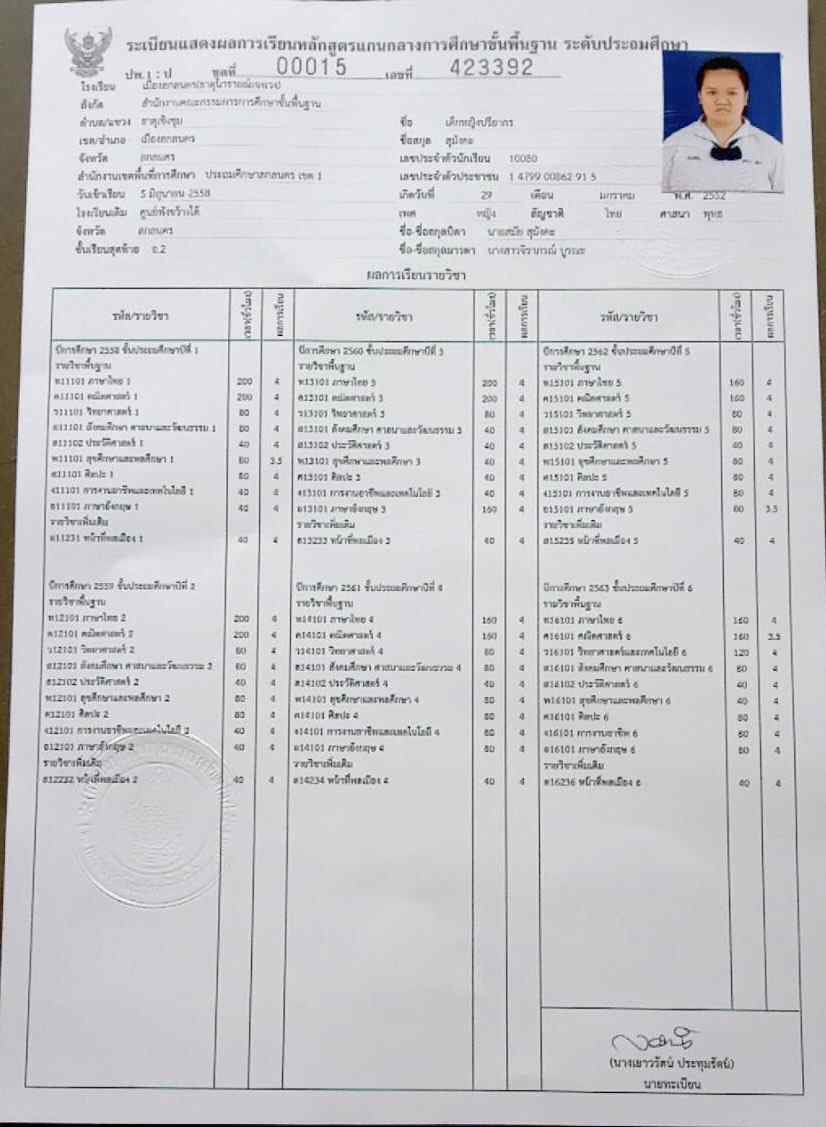 ระเบียนแสดงผลการเรียนหลักสูตรแกนกลางการศึกษาขั้นพื้นฐาน ระดับประถมศึกษา
ปพ.1 : ป ชุดที่ 00015 เลขที่ 423392
โรงเรียน เมืองสกลนคร(ธาตุนารายณ์เจงเวง)
สังกัด สำนักงานคณะกรรมการการศึกษาขั้นพื้นฐาน
ตำบล/แขวง ธาตุเชิงชุม
เขต/อำเภอ เมืองสกลนคร
จังหวัด สกลนคร
สำนักงานเขตพื้นที่การศึกษา ประถมศึกษาสกลนคร เขต 1
วันเข้าเรียน 5 มิถุนายน 2558
โรงเรียนเดิม
จังหวัด สกลนคร
ชั้นเรียนสุดท้าย อ.2
ชื่อ เด็กหญิงปรียากร
ชื่อสกุล สุมังคะ
เลขประจำตัวนักเรียน 10080
เลขประจำตัวประชาชน 1 4799 00862 91 5
เกิดวันที่ 29 เดือน มกราคม พ.ศ. 2552
เพศ หญิง สัญชาติ ไทย ศาสนา พุทธ
ชื่อ-ชื่อสกุลบิดา นายสมัย สุมังคะ
ชื่อ-ชื่อสกุลมารดา นางสาวจิราภรณ์ บูรณะ
ผลการเรียนรายวิชา
รหัส/รายวิชา เวลา(ชั่วโมง) ผลการเรียน
ปีการศึกษา 2558 ชั้นประถมศึกษาปีที่ 1
รายวิชาพื้นฐาน
ท11101 ภาษาไทย 1 200 4
ค11101 คณิตศาสตร์ 1 200 4
ว11101 วิทยาศาสตร์ 1 80 4
ส11101 สังคมศึกษา ศาสนาและวัฒนธรรม 1 80 4
ส11102 ประวัติศาสตร์ 1 40 4
พ11101 สุขศึกษาและพลศึกษา 1 80 3.5
ศ11101 ศิลปะ 1 80 4
ง11101 การงานอาชีพและเทคโนโลยี 1 40 4
อ11101 ภาษาอังกฤษ 1 40 4
รายวิชาเพิ่มเติม
ส11231 หน้าที่พลเมือง 1 40 4
ปีการศึกษา 2559 ชั้นประถมศึกษาปีที่ 2
รายวิชาพื้นฐาน
ท12101 ภาษาไทย 2 200 4
ค12101 คณิตศาสตร์ 2 200 4
ว12101 วิทยาศาสตร์ 2 80 4
ส12101 สังคมศึกษา ศาสนาและวัฒนธรรม 2 80 4
ส12102 ประวัติศาสตร์ 2 40 4
พ12101 สุขศึกษาและพลศึกษา 2 80 4
ศ12101 ศิลปะ 2 80 4
ง12101 การงานอาชีพและเทคโนโลยี 2 40 4
อ12101 ภาษาอังกฤษ 2 40 4
รายวิชาเพิ่มเติม
ส12232 หน้าที่พลเมือง 2 40 4
รหัส/รายวิชา เวลา(ชั่วโมง) ผลการเรียน
ปีการศึกษา 2560 ชั้นประถมศึกษาปีที่ 3
รายวิชาพื้นฐาน
ท13101 ภาษาไทย 3 200 4
ค13101 คณิตศาสตร์ 3 200 4
ว13101 วิทยาศาสตร์ 3 80 4
ส13101 สังคมศึกษา ศาสนาและวัฒนธรรม 3 40 4
ส13102 ประวัติศาสตร์ 3 40 4
พ13101 สุขศึกษาและพลศึกษา 3 40 4
ศ13101 ศิลปะ 3 40 4
ง13101 การงานอาชีพและเทคโนโลยี 3 40 4
อ13101 ภาษาอังกฤษ 3 160 4
รายวิชาเพิ่มเติม
ส13233 หน้าที่พลเมือง 3 40 4
ปีการศึกษา 2561 ชั้นประถมศึกษาปีที่ 4
รายวิชาพื้นฐาน
ท14101 ภาษาไทย 4 160 4
ค14101 คณิตศาสตร์ 4 160 4
ว14101 วิทยาศาสตร์ 4 80 4
ส14101 สังคมศึกษา ศาสนาและวัฒนธรรม 4 80 4
ส14102 ประวัติศาสตร์ 4 40 4
พ14101 สุขศึกษาและพลศึกษา 4 80 4
ศ14101 ศิลปะ 4 80 4
ง14101 การงานอาชีพและเทคโนโลยี 4 80 4
อ14101 ภาษาอังกฤษ 4 80 4
รายวิชาเพิ่มเติม
ส14234 หน้าที่พลเมือง 4 40 4
รหัส/รายวิชา เวลา(ชั่วโมง) ผลการเรียน
ปีการศึกษา 2562 ชั้นประถมศึกษาปีที่ 5
รายวิชาพื้นฐาน
ท15101 ภาษาไทย 5 160 4
ค15101 คณิตศาสตร์ 5 160 4
ว15101 วิทยาศาสตร์ 5 80 4
ส15101 สังคมศึกษา ศาสนาและวัฒนธรรม 5 80 4
ส15102 ประวัติศาสตร์ 5 40 4
พ15101 สุขศึกษาและพลศึกษา 5 80 4
ศ15101 ศิลปะ 5 80 4
ง15101 การงานอาชีพและเทคโนโลยี 5 80 4
อ15101 ภาษาอังกฤษ 5 80 3.5
รายวิชาเพิ่มเติม
ส15235 หน้าที่พลเมือง 5 40 4
ปีการศึกษา 2563 ชั้นประถมศึกษาปีที่ 6
รายวิชาพื้นฐาน
ท16101 ภาษาไทย 6 160 4
ค16101 คณิตศาสตร์ 6 160 3.5
ว16101 วิทยาศาสตร์และเทคโนโลยี 6 120 4
ส16101 สังคมศึกษา ศาสนาและวัฒนธรรม 6 80 4
ส16102 ประวัติศาสตร์ 6 40 4
พ16101 สุขศึกษาและพลศึกษา 6 40 4
ศ16101 ศิลปะ 6 80 4
ง16101 การงานอาชีพ 6 80 4
อ16101 ภาษาอังกฤษ 6 80 4
รายวิชาเพิ่มเติม
ส16236 หน้าที่พลเมือง 6 40 4
(นางเยาวรัตน์ ประทุมรัตน์)
นายทะเบียน